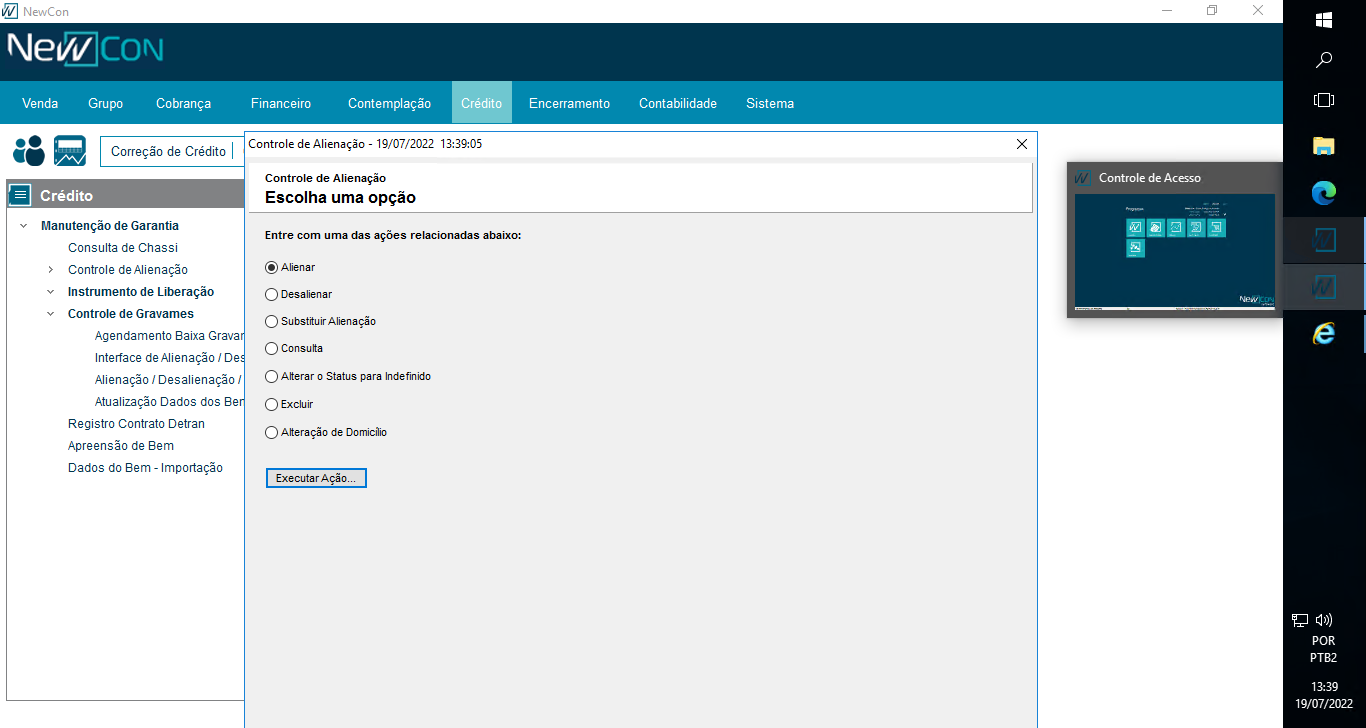 NewCon
NewCon
Venda Grupo Cobrança Financeiro Contemplação Crédito Encerramento Contabilidade Sistema
Correção de Crédito
Crédito
Manutenção de Garantia
Consulta de Chassi
Controle de Alienação
Instrumento de Liberação
Controle de Gravames
Agendamento Baixa Gravar
Interface de Alienação / Des
Alienação / Desalienação /
Atualização Dados dos Ber
Registro Contrato Detran
Apreensão de Bem
Dados do Bem - Importação
Controle de Alienação - 19/07/2022 13:39:05
Controle de Alienação
Escolha uma opção
Entre com uma das ações relacionadas abaixo:
Alienar
Desalienar
Substituir Alienação
Consulta
Alterar o Status para Indefinido
Excluir
Alteração de Domicílio
Executar Ação...
Controle de Acesso
Programas
NewCon
POR
PTB2
13:39
19/07/2022